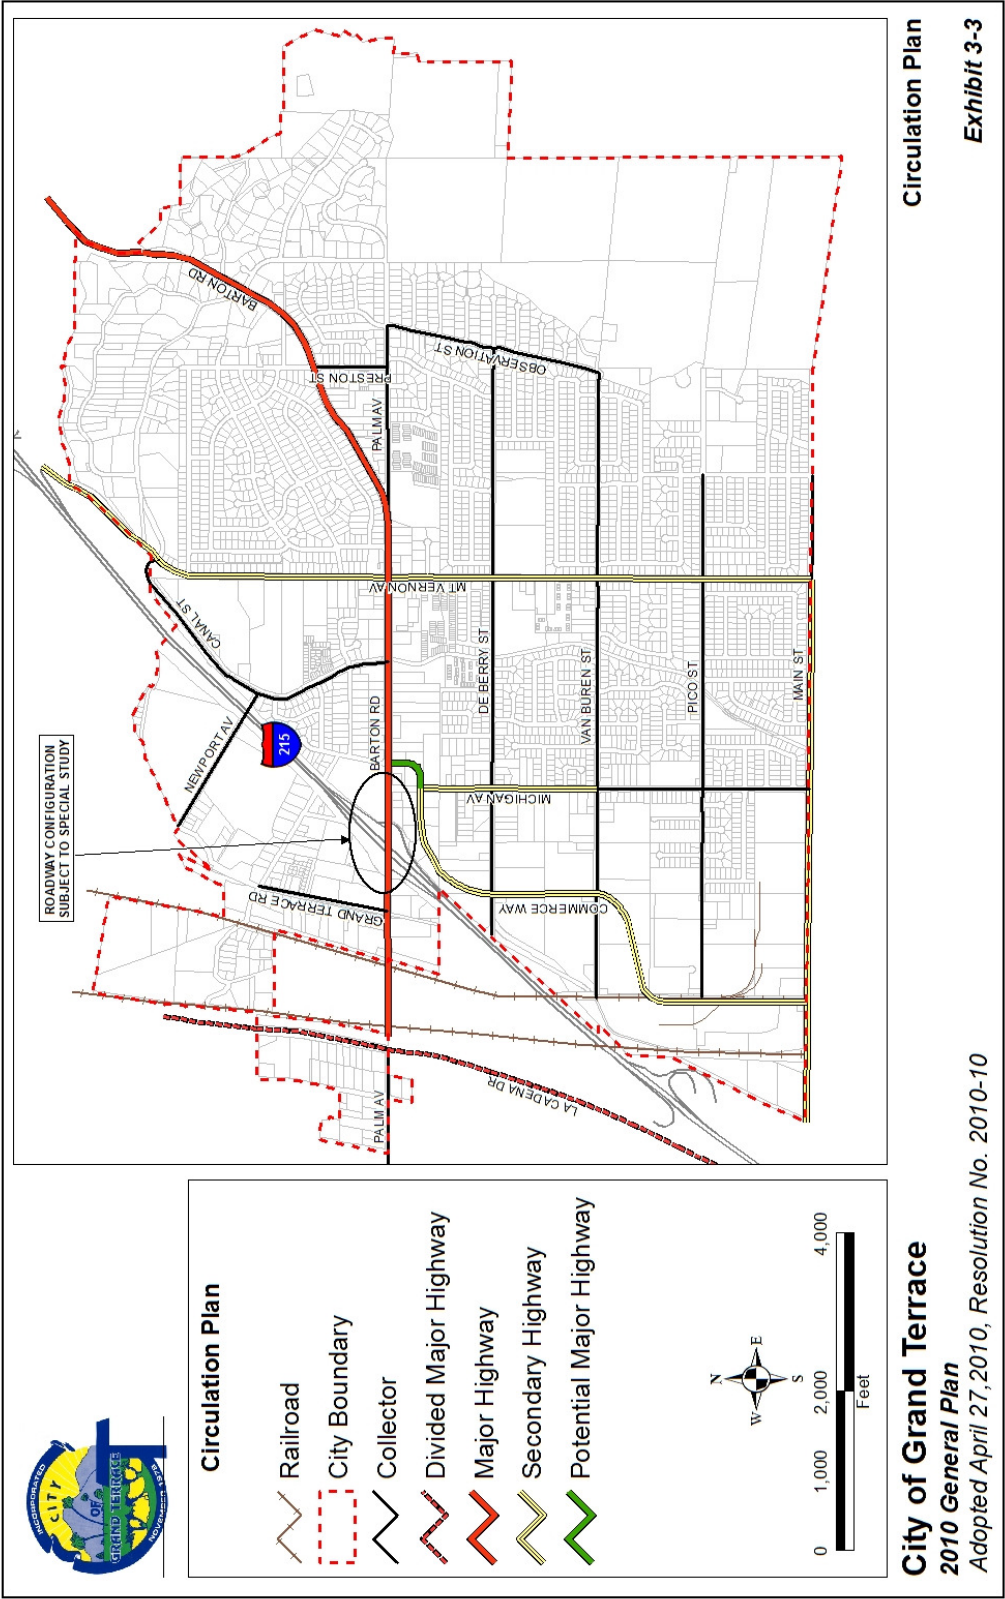 INCORPORATED
CITY
OF
GRAND TERRACE
NOVEMBER 1978
Circulation Plan
Railroad
City Boundary
Collector
Divided Major Highway
Major Highway
Secondary Highway
Potential Major Highway
N
W
E
S
0
1,000
2,000
4,000
Feet
ROADWAY CONFIGURATION
SUBJECT TO SPECIAL STUDY
BARTON RD
CANAL ST
NEWPORT AV
215
GRAND TERRACE RD
PRESTON ST
PALM AV
OBSERVATION ST
MT VERNON AV
BARTON RD
DE BERRY ST
MICHIGAN AV
VAN BUREN ST
COMMERCE WAY
PICO ST
MAIN ST
PALM AV
LA CADENA DR
City of Grand Terrace
2010 General Plan
Adopted April 27,2010, Resolution No. 2010-10
Circulation Plan
Exhibit 3-3